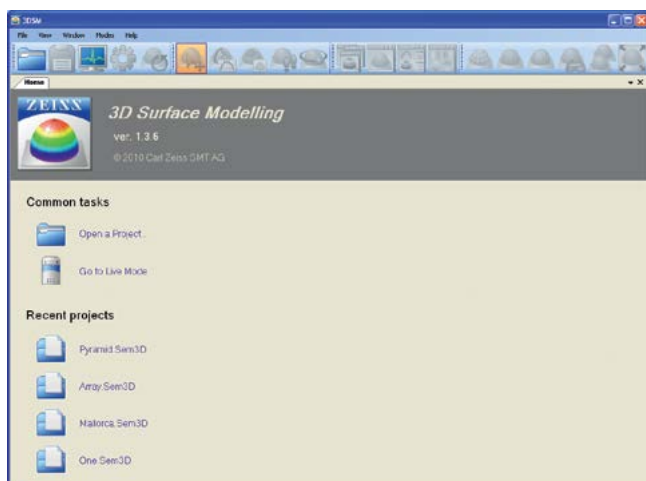 3DSM
File View Window Modes Help
Home
ZEISS
3D Surface Modelling
ver. 1.3.6
© 2010 Carl Zeiss SMT AG
Common tasks
Open a Project..
Go to Live Mode
Recent projects
Pyramid.Sem3D
Array.Sem3D
Mallorca.Sem3D
One.Sem3D